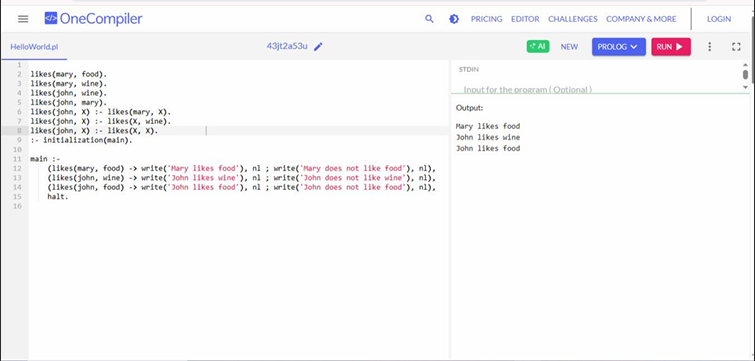 OneCompiler
PRICING EDITOR CHALLENGES COMPANY & MORE LOGIN
HelloWorld.pl
43jt2a53u
AI NEW PROLOG RUN
1
2 likes(mary, food).
3 likes(mary, wine).
4 likes(john, wine).
5 likes(john, mary).
6 likes(john, X) :- likes(mary, X).
7 likes(john, X) :- likes(X, wine).
8 likes(john, X) :- likes(X, X).
9 :- initialization(main).
10
11 main :-
12 (likes(mary, food) -> write('Mary likes food'), nl ; write('Mary does not like food'), nl),
13 (likes(john, wine) -> write('John likes wine'), nl ; write('John does not like wine'), nl),
14 (likes(john, food) -> write('John likes food'), nl ; write('John does not like food'), nl),
15 halt.
16
STDIN
Input for the program ( Optional )
Output:
Mary likes food
John likes wine
John likes food